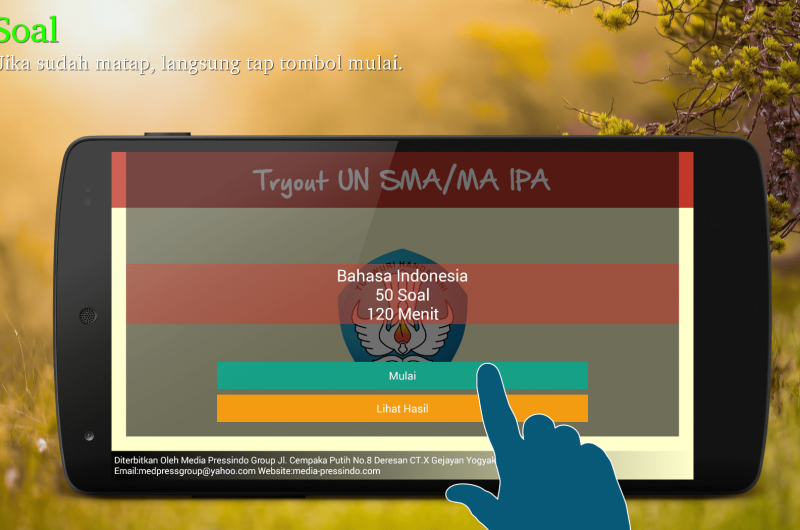 Soal
Jika sudah matap, langsung tap tombol mulai.
Tryout UN SMA/MA IPA
Bahasa Indonesia
50 Soal
120 Menit
Mulai
Lihat Hasil
Diterbitkan Oleh Media Pressindo Group Jl. Cempaka Putih No.8 Deresan CT.X Gejayan Yogyak
Email:medpressgroup@yahoo.com Website:media-pressindo.com